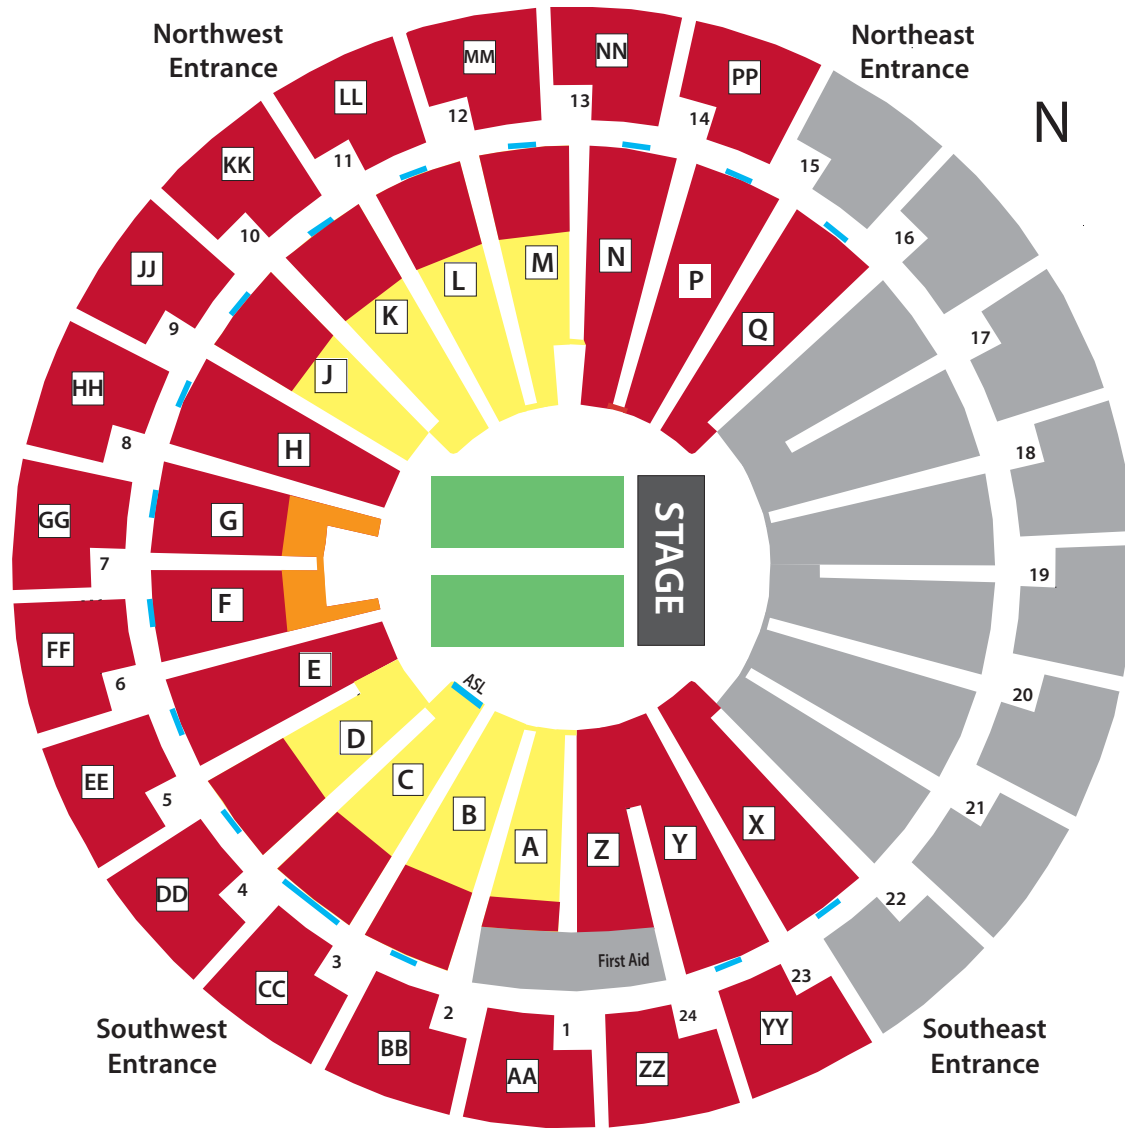 Northwest
Entrance
Northeast
Entrance
N
MM
NN
PP
LL
KK
JJ
HH
GG
FF
EE
DD
CC
BB
AA
ZZ
YY
12
13
14
11
15
10
16
9
17
8
18
7
19
6
20
5
21
4
22
3
23
2
24
1
M
N
P
L
K
Q
J
H
G
F
E
D
C
B
A
Z
Y
X
STAGE
ASL
First Aid
Southwest
Entrance
Southeast
Entrance